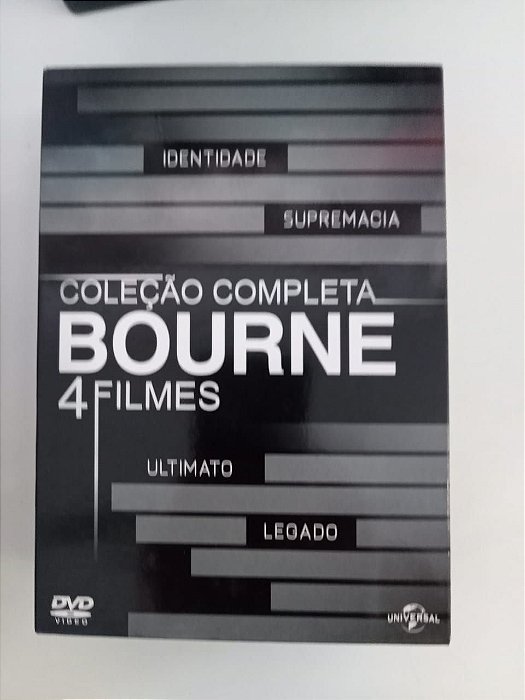 IDENTIDADE
SUPREMACIA
COLEÇÃO COMPLETA
BOURNE
4 FILMES
ULTIMATO
LEGADO
DVD
VIDEO
UNIVERSAL